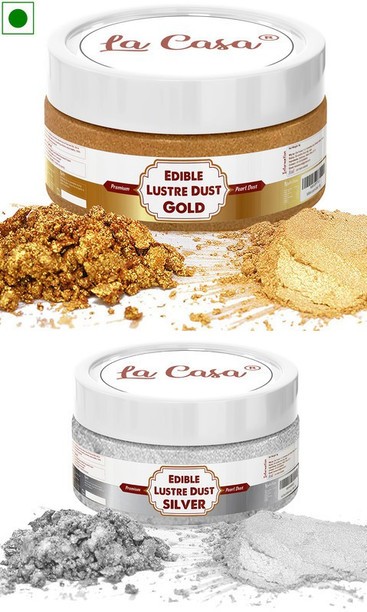 La Casa®
EDIBLE
LUSTRE DUST
Premium Pearl Dust
GOLD
La Casa®
EDIBLE
LUSTRE DUST
Premium Pearl Dust
SILVER